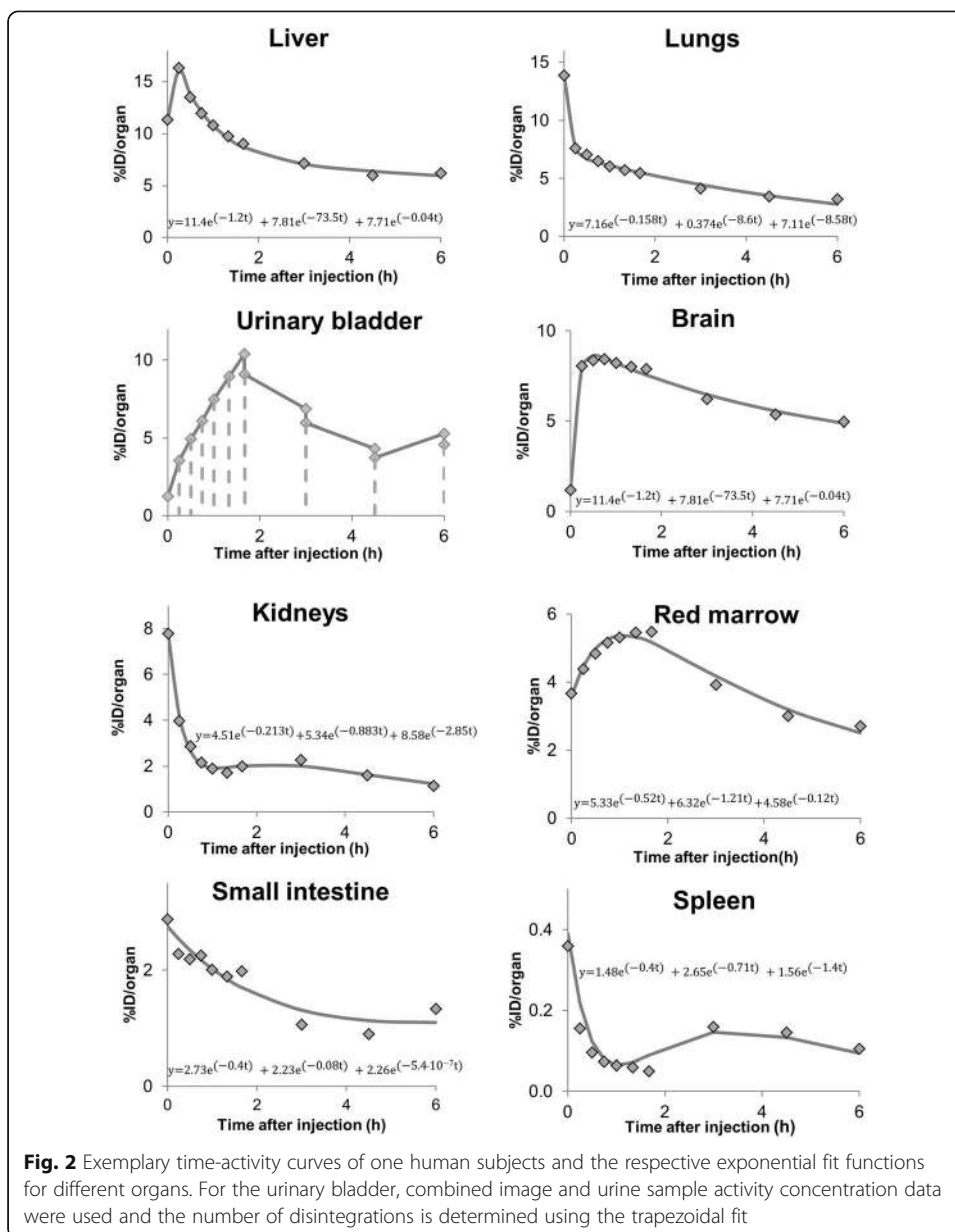 Liver
%ID/organ
15
10
5
0
y=11.4e^(−1.2t) + 7.81e^(−73.5t) + 7.71e^(−0.04t)
0 2 4 6
Time after injection (h)
Lungs
%ID/organ
15
10
5
0
y=7.16e^(−0.158t) + 0.374e^(−8.6t) + 7.11e^(−8.58t)
0 2 4 6
Time after injection (h)
Urinary bladder
%ID/organ
10
5
0
0 2 4 6
Time after injection (h)
Brain
%ID/organ
10
5
0
y=11.4e^(−1.2t) + 7.81e^(−73.5t) + 7.71e^(−0.04t)
0 2 4 6
Time after injection (h)
Kidneys
%ID/organ
8
6
4
2
0
y=4.51e^(−0.213t)+5.34e^(−0.883t)+8.58e^(−2.85t)
0 2 4 6
Time after injection (h)
Red marrow
%ID/organ
6
4
2
0
y=5.33e^(−0.52t)+6.32e^(−1.21t)+4.58e^(−0.12t)
0 2 4 6
Time after injection(h)
Small intestine
%ID/organ
2
0
y=2.73e^(−0.4t) + 2.23e^(−0.08t) + 2.26e^(−5.4·10⁻⁷t)
0 2 4 6
Time after injection (h)
Spleen
%ID/organ
0.4
0.2
0.0
y=1.48e^(−0.4t) + 2.65e^(−0.71t) + 1.56e^(−1.4t)
0 2 4 6
Time after injection (h)
Fig. 2 Exemplary time-activity curves of one human subjects and the respective exponential fit functions
for different organs. For the urinary bladder, combined image and urine sample activity concentration data
were used and the number of disintegrations is determined using the trapezoidal fit